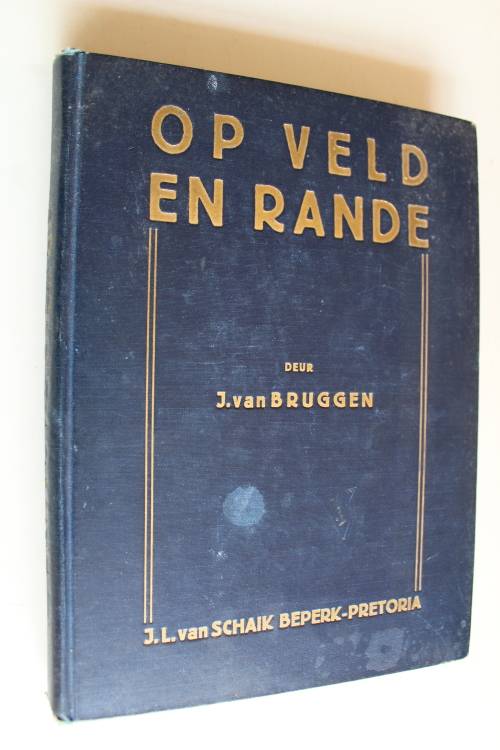 OP VELD
EN RANDE
DEUR
J. van BRUGGEN
J. L. van SCHAIK BEPERK-PRETORIA